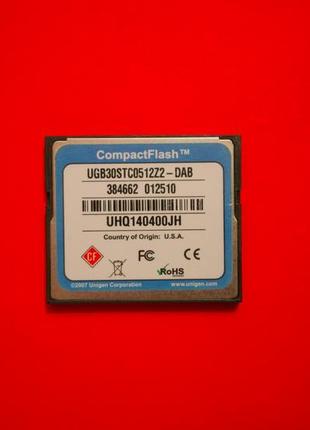 CompactFlash™
UGB30STC0512Z2-DAB
384662 012510
UHQ140400JH
Country of Origin: U.S.A.
CF
FC
CE
RoHS
©2007 Unigen Corporation
www.unigen.com